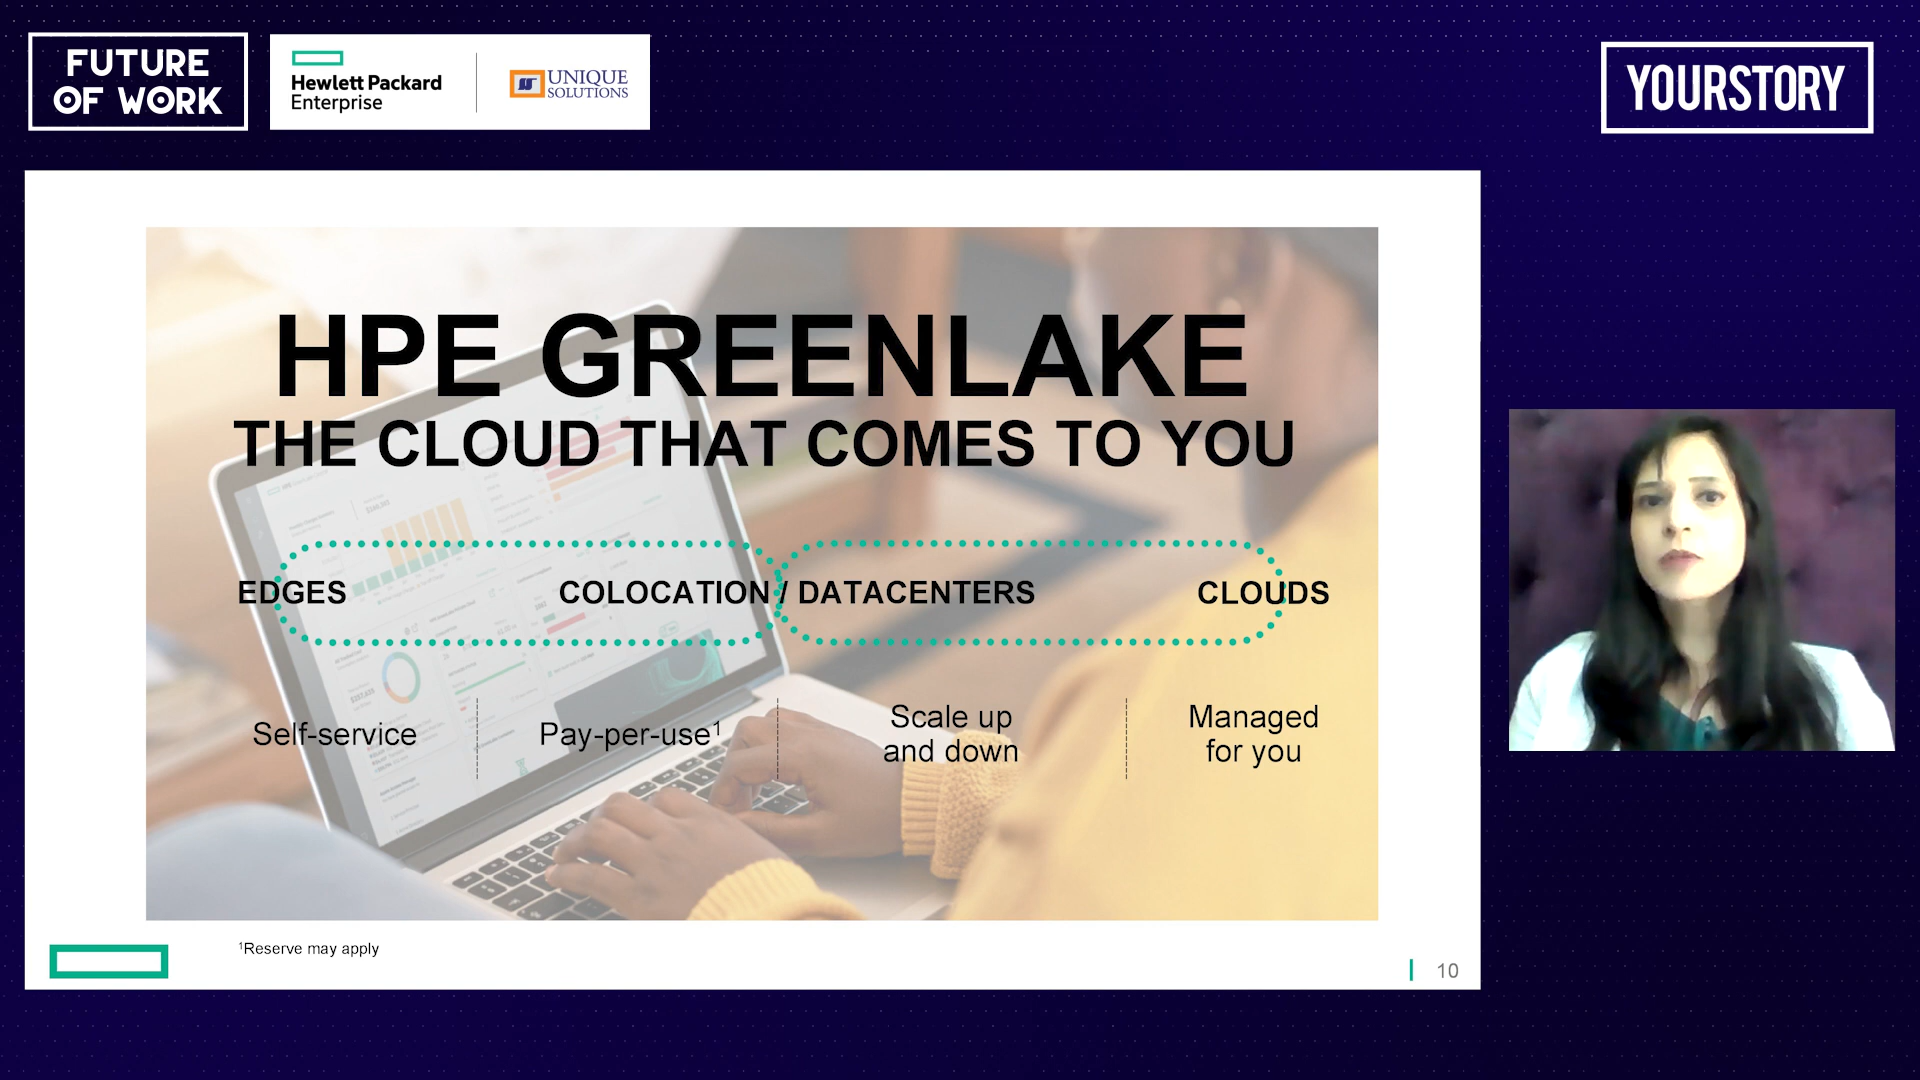 FUTURE
OF WORK
Hewlett Packard
Enterprise
UNIQUE
SOLUTIONS
YOURSTORY
HPE GREENLAKE
THE CLOUD THAT COMES TO YOU
EDGES
COLOCATION / DATACENTERS
CLOUDS
Self-service
Pay-per-use¹
Scale up
and down
Managed
for you
¹Reserve may apply
10